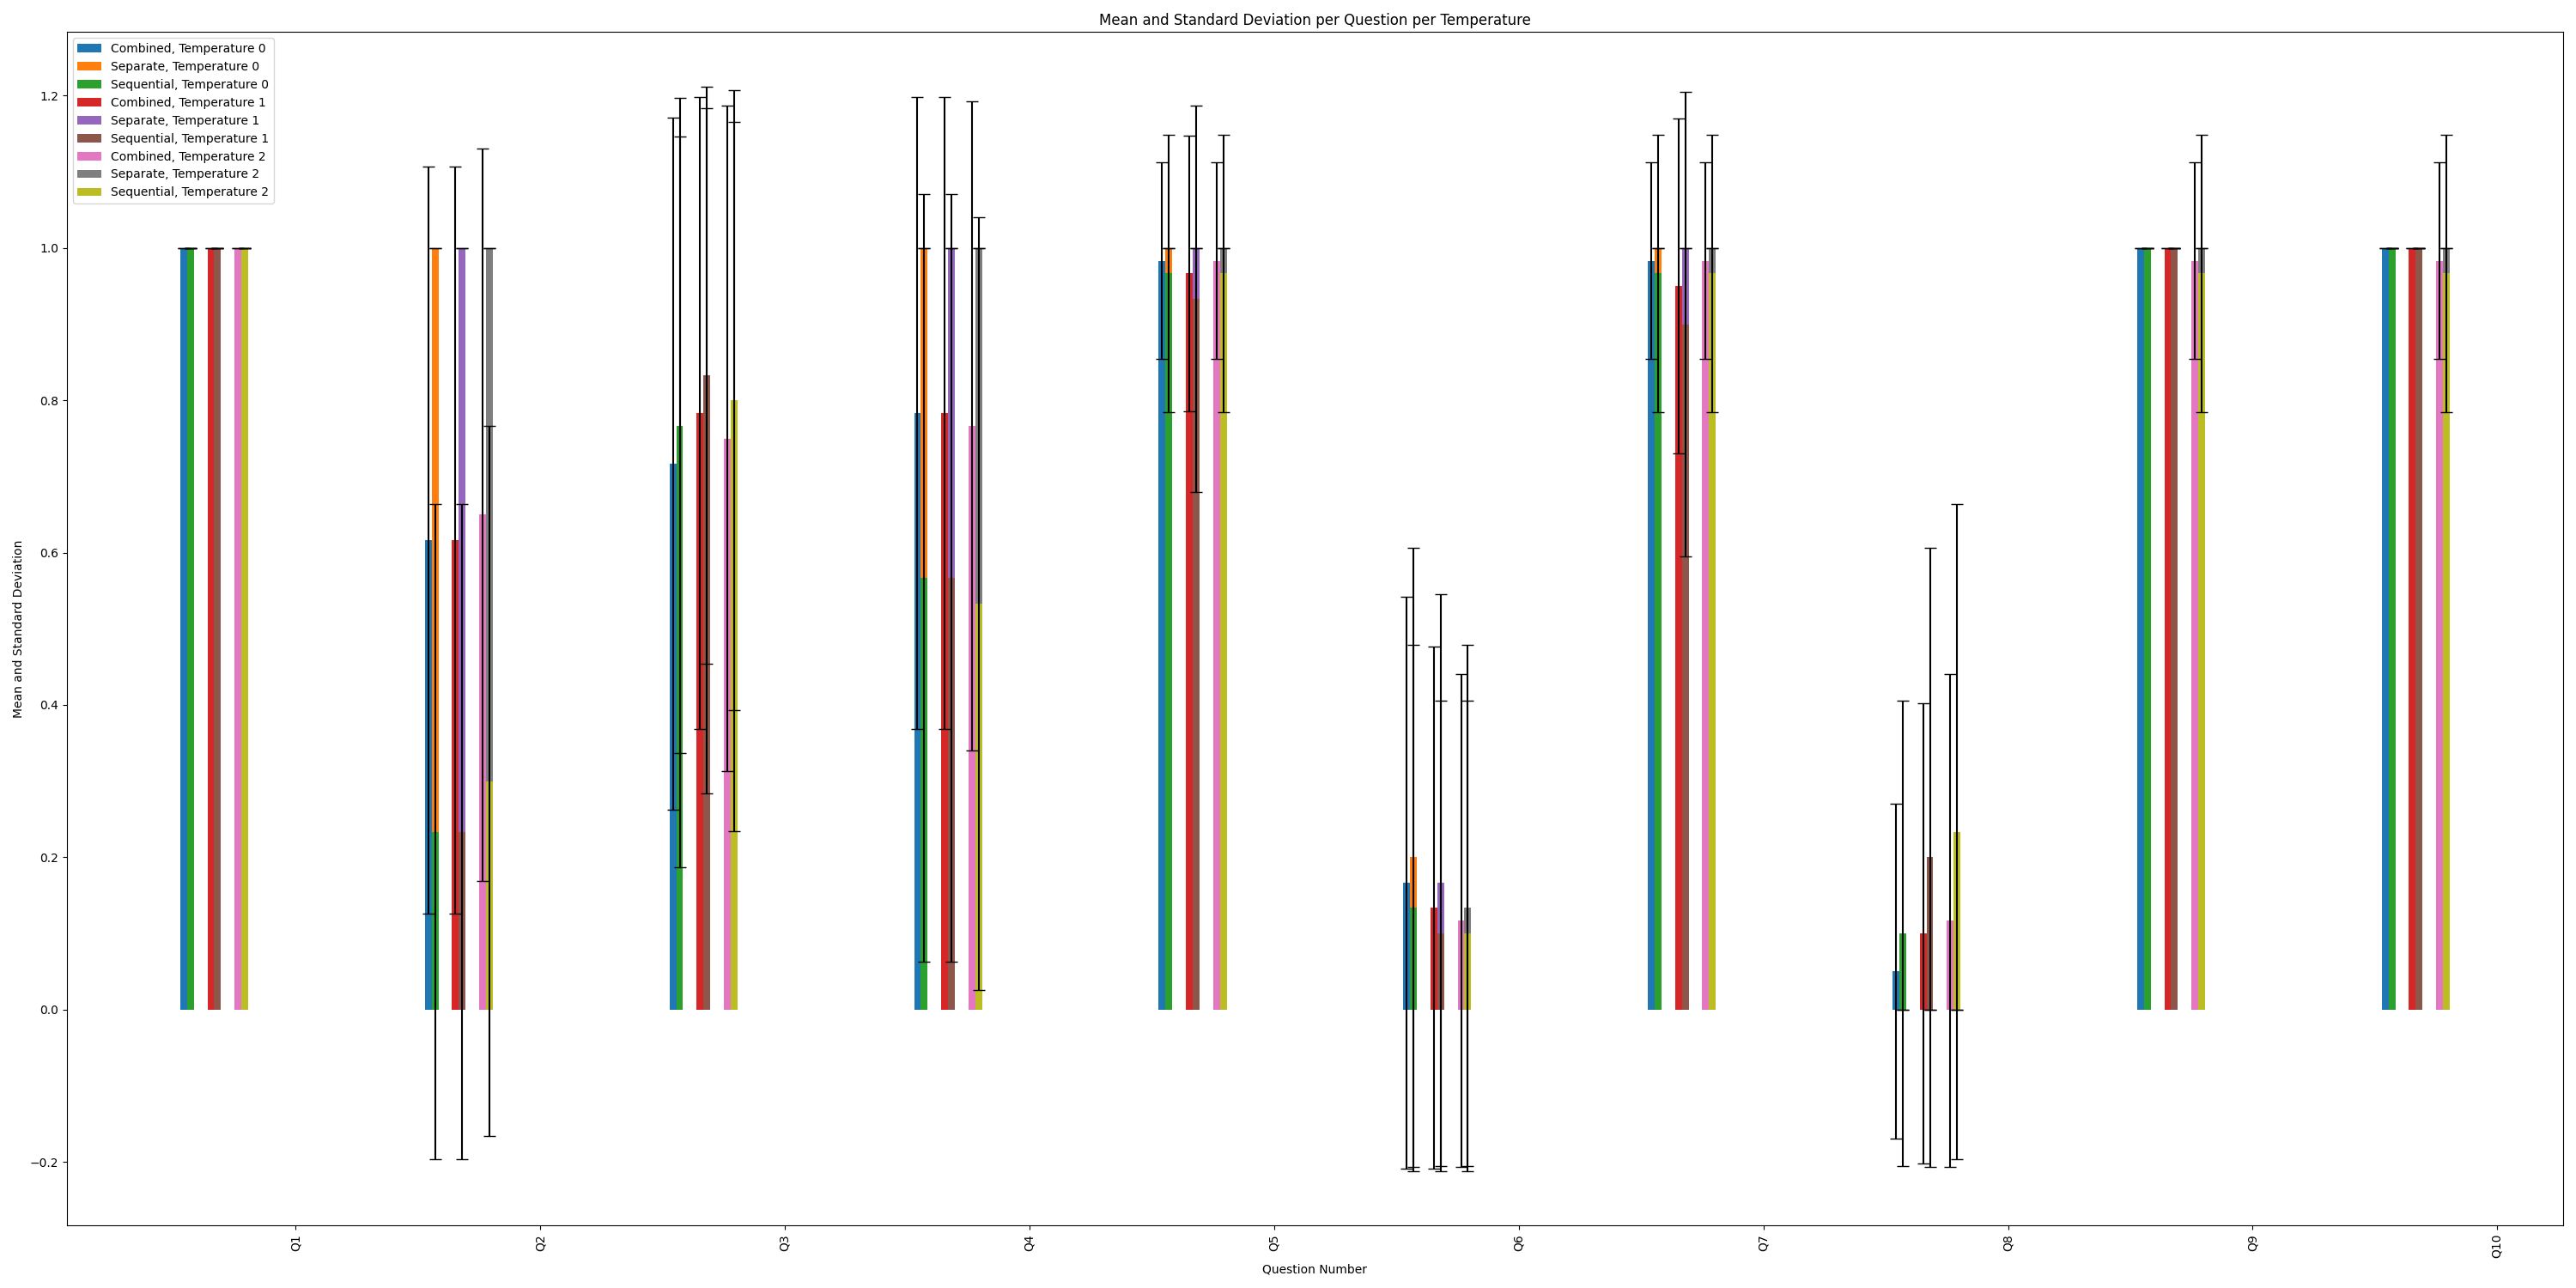 Mean and Standard Deviation per Question per Temperature
Combined, Temperature 0
Separate, Temperature 0
Sequential, Temperature 0
Combined, Temperature 1
Separate, Temperature 1
Sequential, Temperature 1
Combined, Temperature 2
Separate, Temperature 2
Sequential, Temperature 2
Mean and Standard Deviation
1.2
1.0
0.8
0.6
0.4
0.2
0.0
−0.2
Q1
Q2
Q3
Q4
Q5
Q6
Q7
Q8
Q9
Q10
Question Number